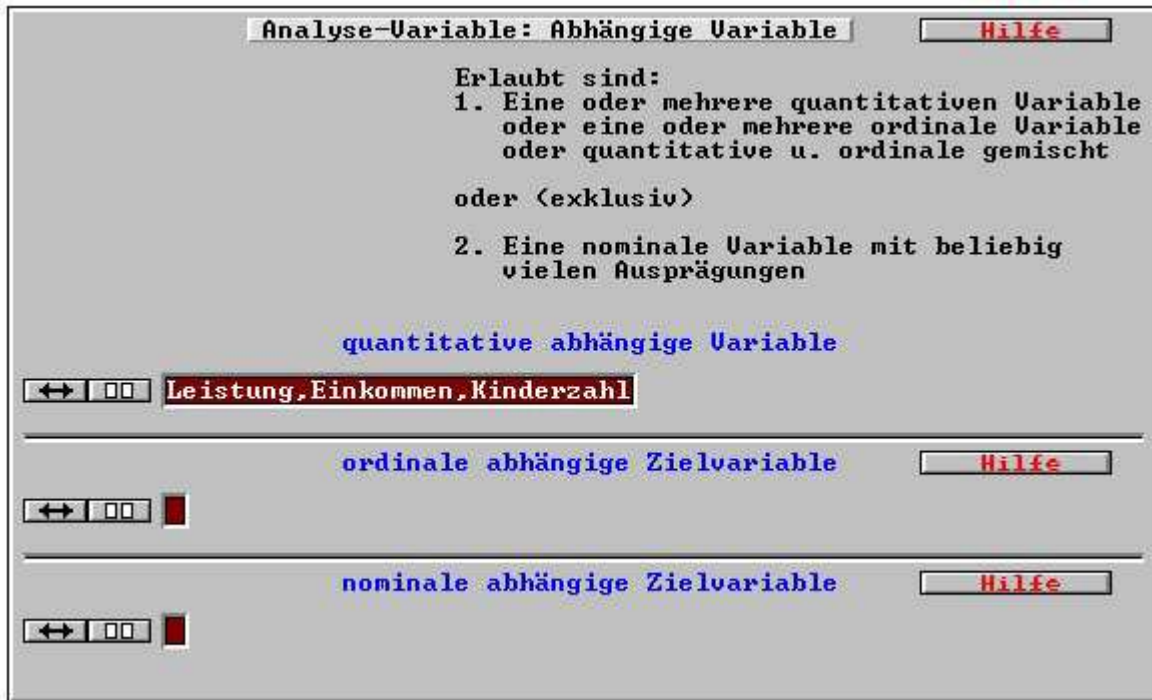 Analyse-Variable: Abhängige Variable Hilfe
Erlaubt sind:
1. Eine oder mehrere quantitativen Variable
oder eine oder mehrere ordinale Variable
oder quantitative u. ordinale gemischt
oder (exklusiv)
2. Eine nominale Variable mit beliebig
vielen Ausprägungen
quantitative abhängige Variable
Leistung,Einkommen,Kinderzahl
ordinale abhängige Zielvariable Hilfe
nominale abhängige Zielvariable Hilfe